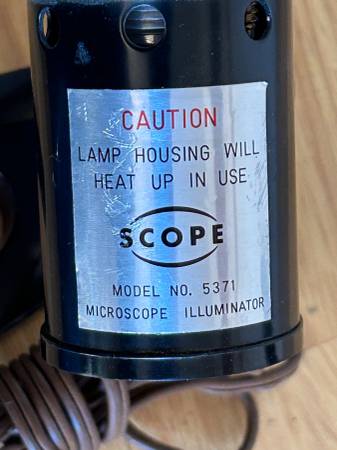 CAUTION
LAMP HOUSING WILL
HEAT UP IN USE
SCOPE
MODEL NO. 5371
MICROSCOPE ILLUMINATOR